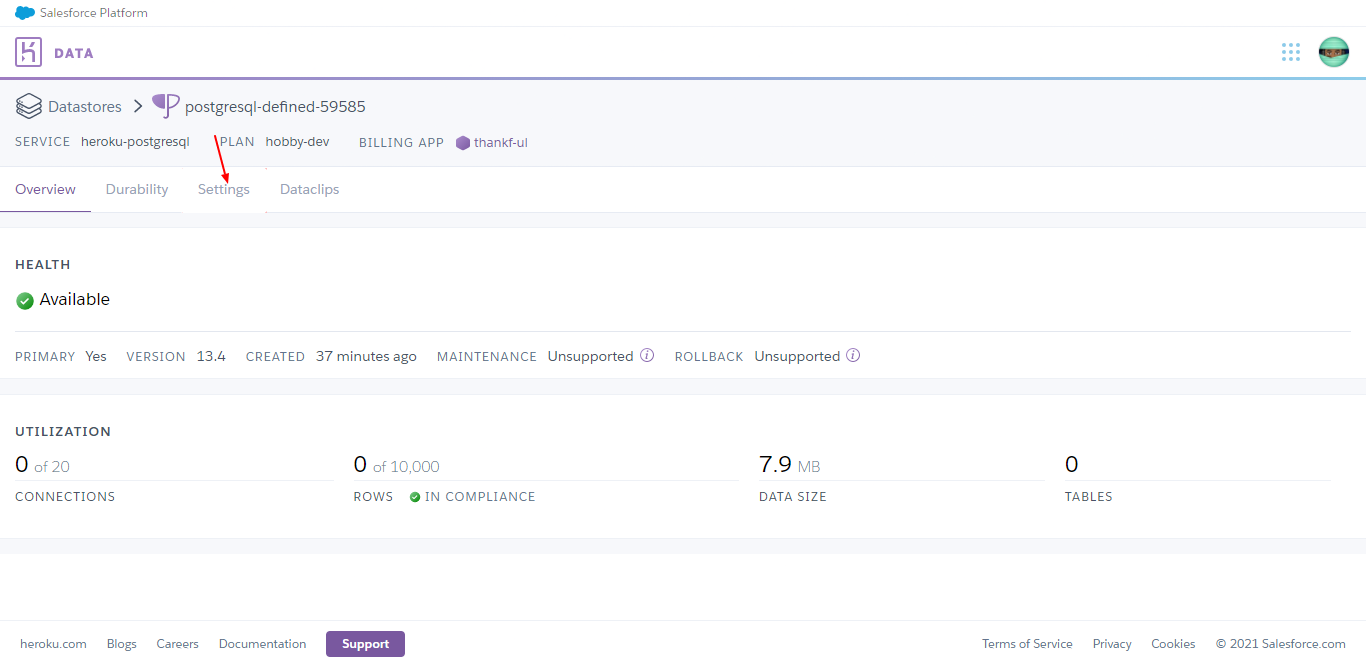 Salesforce Platform
DATA
Datastores postgresql-defined-59585
SERVICE heroku-postgresql PLAN hobby-dev BILLING APP thankf-ul
Overview Durability Settings Dataclips
HEALTH
Available
PRIMARY Yes VERSION 13.4 CREATED 37 minutes ago MAINTENANCE Unsupported ROLLBACK Unsupported
UTILIZATION
0 of 20 0 of 10,000 7.9 MB 0
CONNECTIONS ROWS IN COMPLIANCE DATA SIZE TABLES
heroku.com Blogs Careers Documentation Support Terms of Service Privacy Cookies © 2021 Salesforce.com